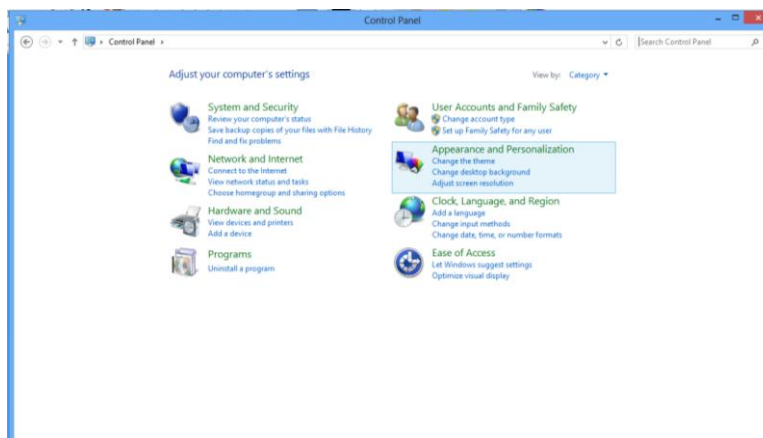 Control Panel
Control Panel
Search Control Panel
Adjust your computer's settings
View by: Category
System and Security
Review your computer's status
Save backup copies of your files with File History
Find and fix problems
Network and Internet
Connect to the Internet
View network status and tasks
Choose homegroup and sharing options
Hardware and Sound
View devices and printers
Add a device
Programs
Uninstall a program
User Accounts and Family Safety
Change account type
Set up Family Safety for any user
Appearance and Personalization
Change the theme
Change desktop background
Adjust screen resolution
Clock, Language, and Region
Add a language
Change input methods
Change date, time, or number formats
Ease of Access
Let Windows suggest settings
Optimize visual display